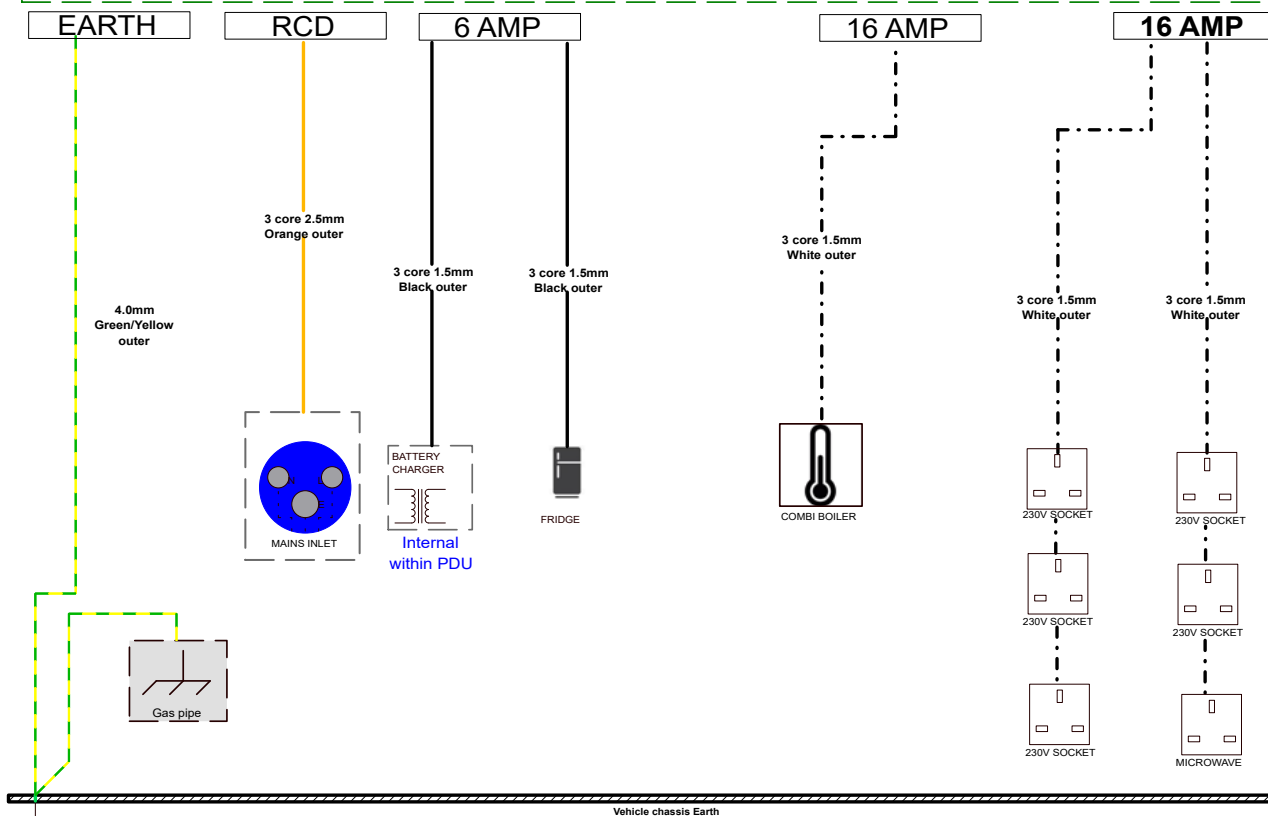 EARTH
RCD
6 AMP
16 AMP
16 AMP
3 core 2.5mm
Orange outer
3 core 1.5mm
White outer
3 core 1.5mm
Black outer
3 core 1.5mm
Black outer
3 core 1.5mm
White outer
3 core 1.5mm
White outer
4.0mm
Green/Yellow
outer
BATTERY
CHARGER
MAINS INLET
Internal
within PDU
FRIDGE
COMBI BOILER
230V SOCKET
230V SOCKET
230V SOCKET
230V SOCKET
230V SOCKET
MICROWAVE
Gas pipe
Vehicle chassis Earth